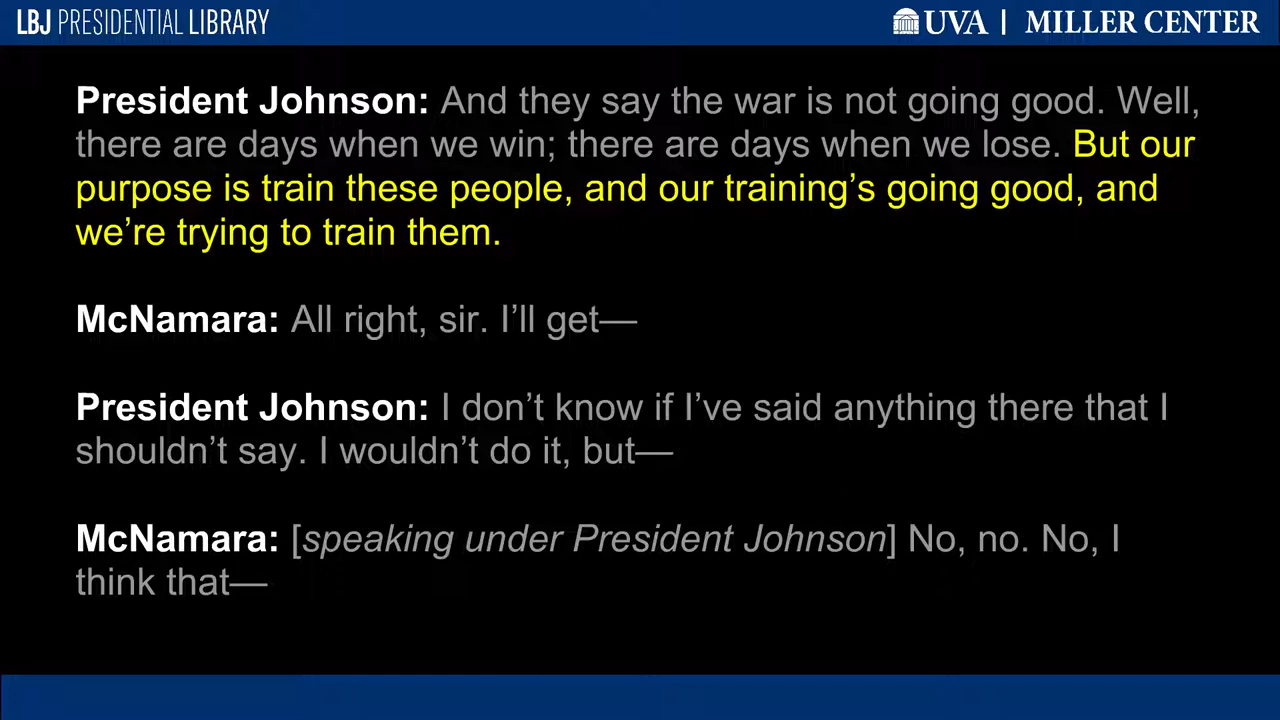 LBJ PRESIDENTIAL LIBRARY
UVA | MILLER CENTER
President Johnson: And they say the war is not going good. Well,
there are days when we win; there are days when we lose. But our
purpose is train these people, and our training’s going good, and
we’re trying to train them.
McNamara: All right, sir. I’ll get—
President Johnson: I don’t know if I’ve said anything there that I
shouldn’t say. I wouldn’t do it, but—
McNamara: [speaking under President Johnson] No, no. No, I
think that—